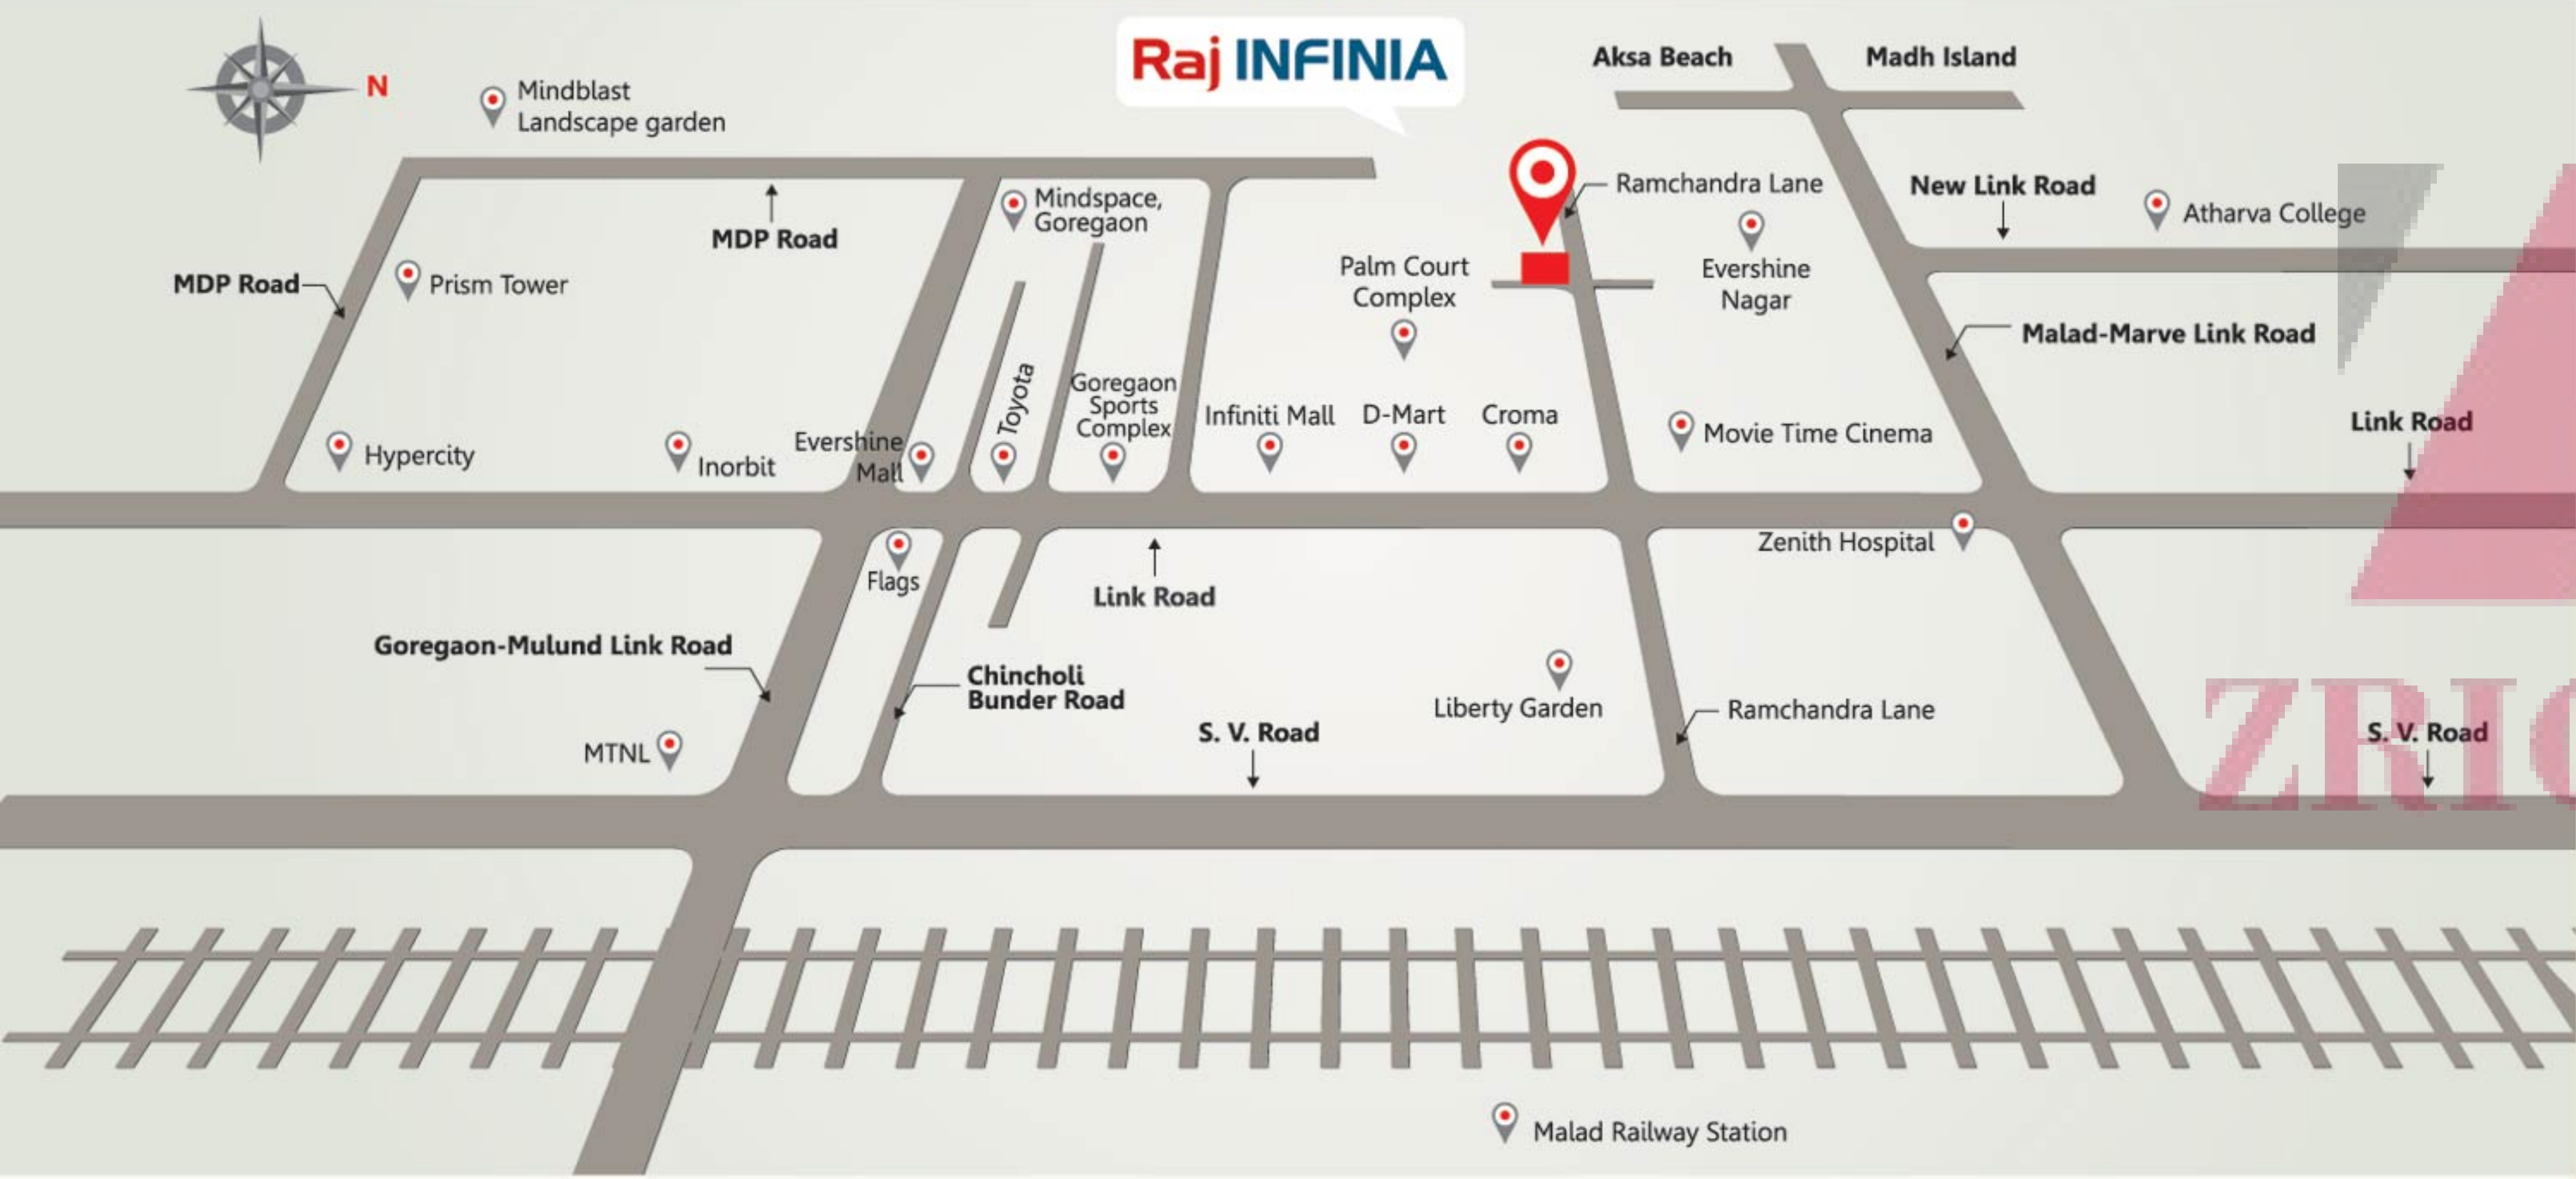 Raj INFINIA
Aksa Beach
Madh Island
N
Mindblast
Landscape garden
Ramchandra Lane
New Link Road
Mindspace,
Goregaon
Atharva College
MDP Road
MDP Road
Prism Tower
Palm Court
Complex
Evershine
Nagar
Malad-Marve Link Road
Toyota
Goregaon
Sports
Complex
Infiniti Mall
D-Mart
Croma
Movie Time Cinema
Link Road
Hypercity
Inorbit
Evershine
Mall
Flags
Zenith Hospital
Link Road
Goregaon-Mulund Link Road
Chincholi
Bunder Road
Liberty Garden
Ramchandra Lane
MTNL
S. V. Road
S. V. Road
Malad Railway Station